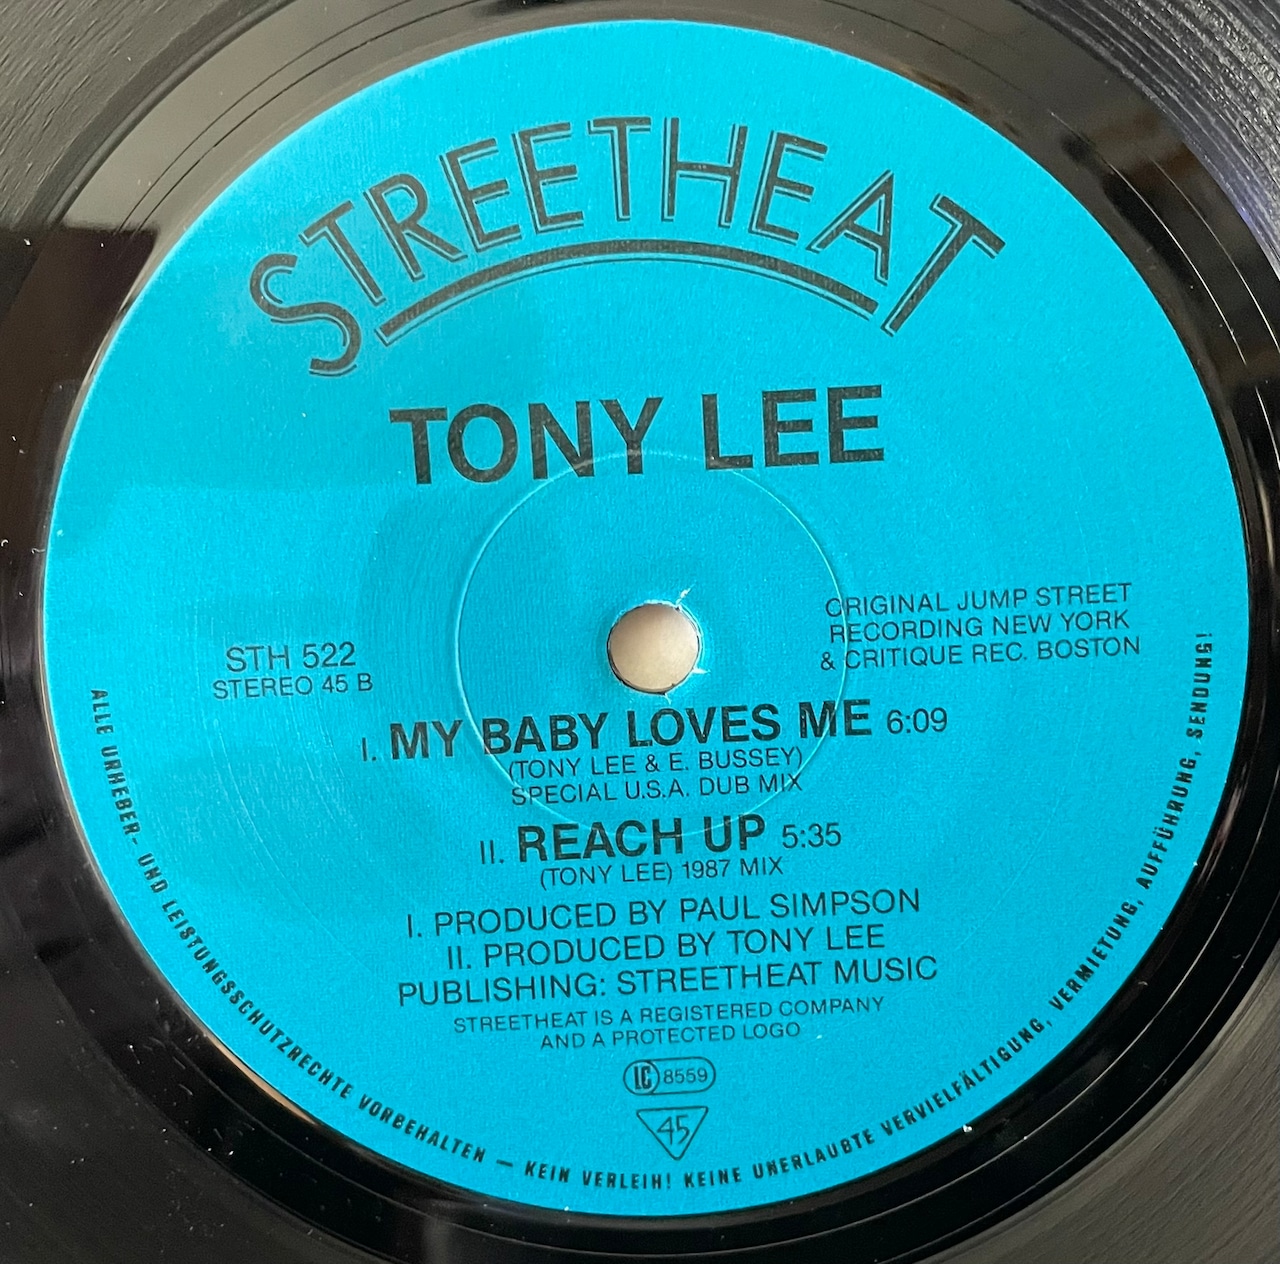 STREETHEAT
TONY LEE
ORIGINAL JUMP STREET
RECORDING NEW YORK
& CRITIQUE REC. BOSTON
STH 522
STEREO 45 B
I. MY BABY LOVES ME 6:09
(TONY LEE & E. BUSSEY)
SPECIAL U.S.A. DUB MIX
II. REACH UP 5:35
(TONY LEE) 1987 MIX
I. PRODUCED BY PAUL SIMPSON
II. PRODUCED BY TONY LEE
PUBLISHING: STREETHEAT MUSIC
STREETHEAT IS A REGISTERED COMPANY
AND A PROTECTED LOGO
LC 8559
45
ALLE URHEBER- UND LEISTUNGSSCHUTZRECHTE VORBEHALTEN — KEIN VERLEIH! KEINE UNERLAUBTE VERVIELFÄLTIGUNG, VERMIETUNG, AUFFÜHRUNG, SENDUNG!